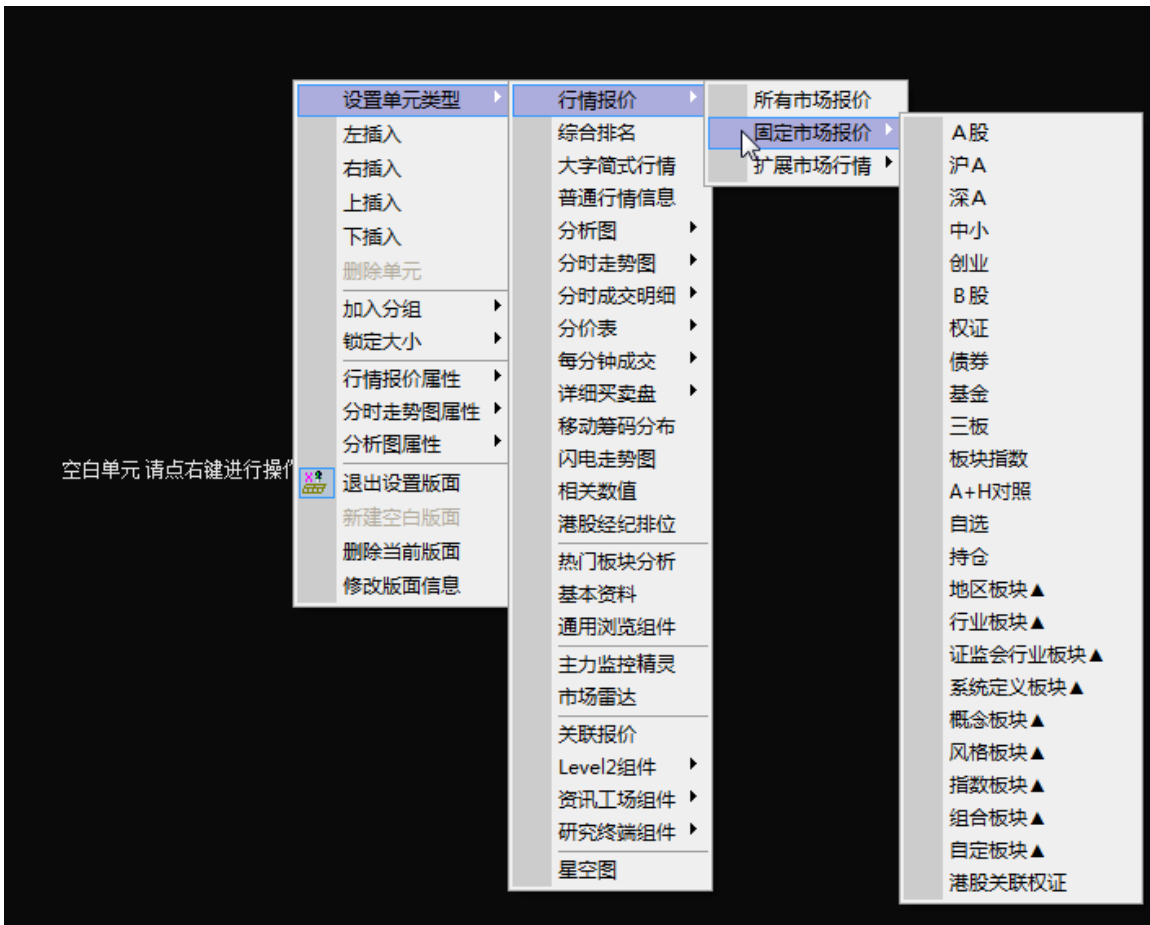 设置单元类型
左插入
右插入
上插入
下插入
删除单元
加入分组
锁定大小
行情报价属性
分时走势图属性
分析图属性
退出设置版面
新建空白版面
删除当前版面
修改版面信息
空白单元 请点右键进行操作
行情报价
综合排名
大字简式行情
普通行情信息
分析图
分时走势图
分时成交明细
分价表
每分钟成交
详细买卖盘
移动筹码分布
闪电走势图
相关数值
港股经纪排位
热门板块分析
基本资料
通用浏览组件
主力监控精灵
市场雷达
关联报价
Level2组件
资讯工场组件
研究终端组件
星空图
所有市场报价
固定市场报价
扩展市场行情
A股
沪A
深A
中小
创业
B股
权证
债券
基金
三板
板块指数
A+H对照
自选
持仓
地区板块▲
行业板块▲
证监会行业板块▲
系统定义板块▲
概念板块▲
风格板块▲
指数板块▲
组合板块▲
自定板块▲
港股关联权证